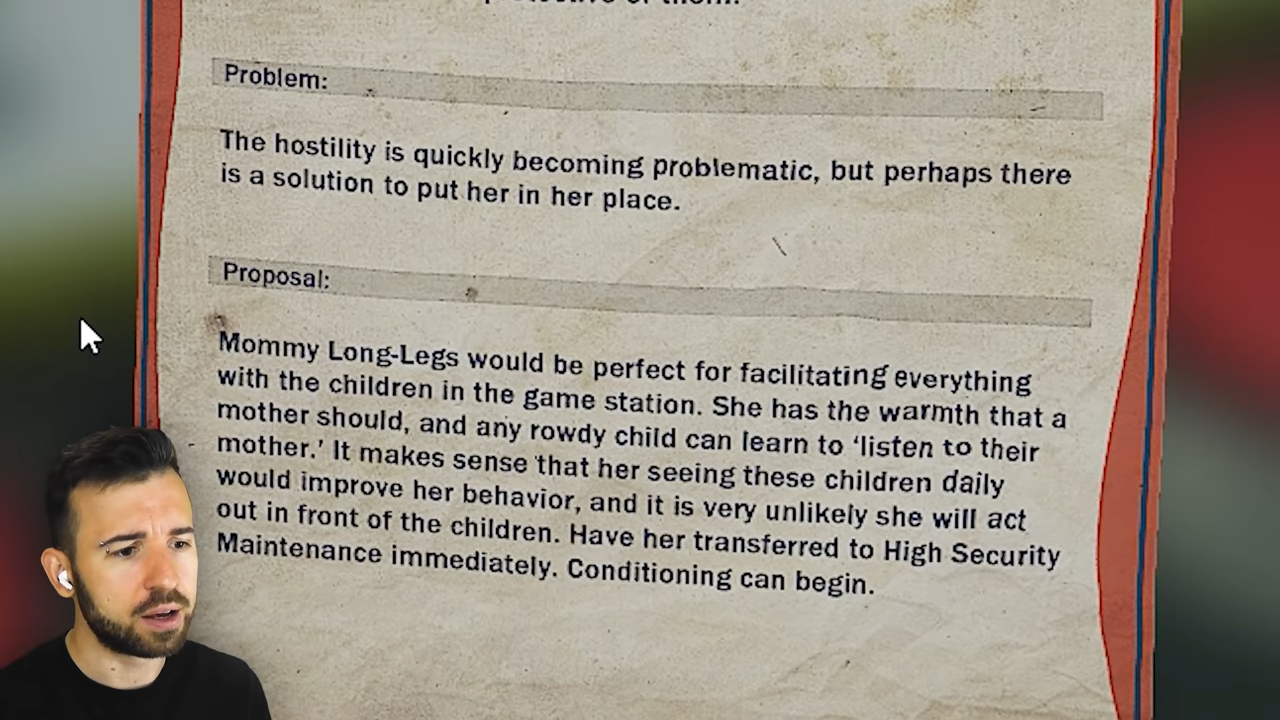 Problem:
The hostility is quickly becoming problematic, but perhaps there
is a solution to put her in her place.
Proposal:
Mommy Long-Legs would be perfect for facilitating everything
with the children in the game station. She has the warmth that a
mother should, and any rowdy child can learn to 'listen to their
mother.' It makes sense that her seeing these children daily
would improve her behavior, and it is very unlikely she will act
out in front of the children. Have her transferred to High Security
Maintenance immediately. Conditioning can begin.